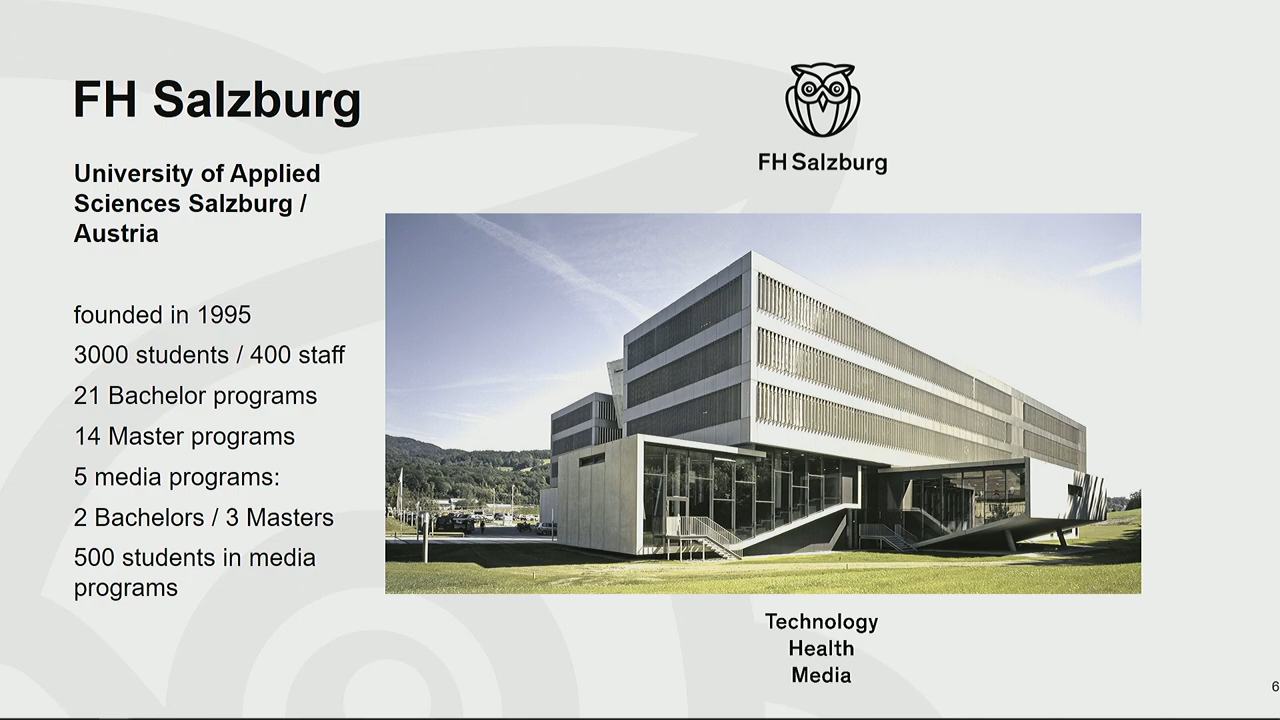 FH Salzburg
University of Applied
Sciences Salzburg /
Austria
founded in 1995
3000 students / 400 staff
21 Bachelor programs
14 Master programs
5 media programs:
2 Bachelors / 3 Masters
500 students in media
programs
FH Salzburg
Technology
Health
Media
6